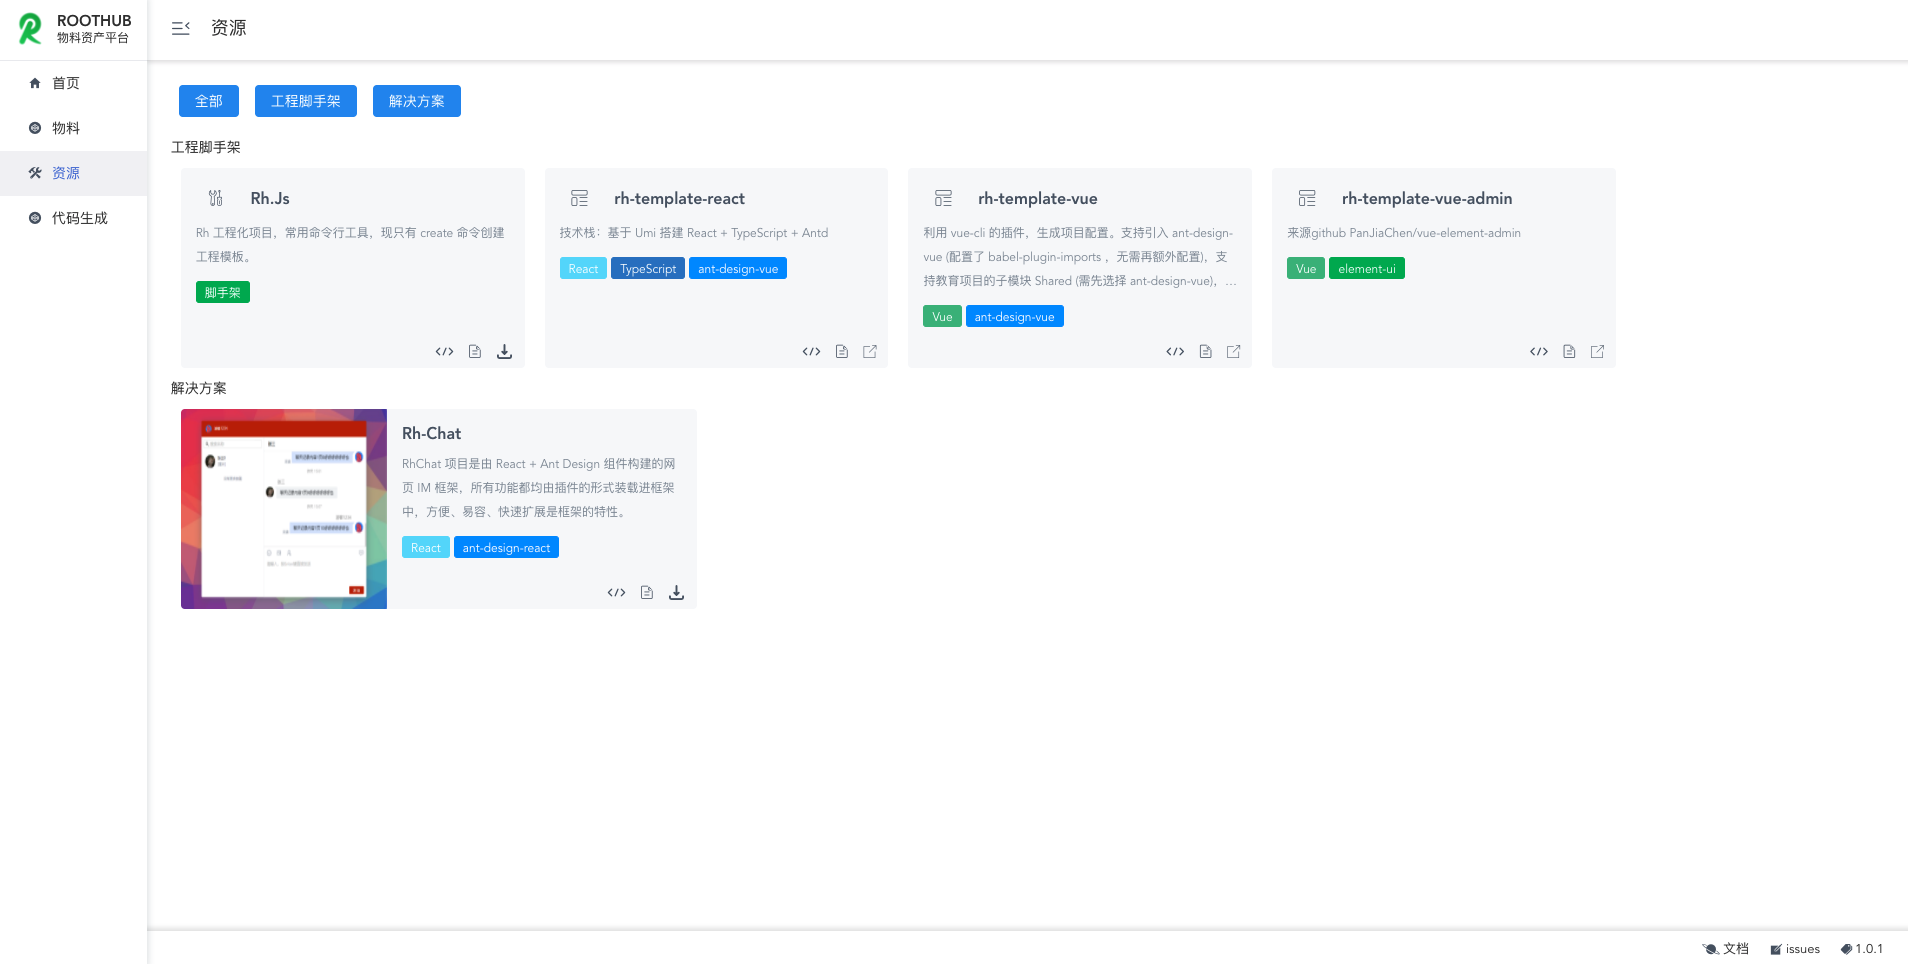 ROOTHUB
物料资产平台
首页
物料
资源
代码生成
资源
全部
工程脚手架
解决方案
工程脚手架
Rh.Js
Rh 工程化项目，常用命令行工具，现只有 create 命令创建
工程模板。
脚手架
rh-template-react
技术栈：基于 Umi 搭建 React + TypeScript + Antd
React
TypeScript
ant-design-vue
rh-template-vue
利用 vue-cli 的插件，生成项目配置。支持引入 ant-design-
vue (配置了 babel-plugin-imports ，无需再额外配置)，支
持教育项目的子模块 Shared (需先选择 ant-design-vue)，…
Vue
ant-design-vue
rh-template-vue-admin
来源github PanJiaChen/vue-element-admin
Vue
element-ui
解决方案
Rh-Chat
RhChat 项目是由 React + Ant Design 组件构建的网
页 IM 框架，所有功能都均由插件的形式装载进框架
中，方便、易容、快速扩展是框架的特性。
React
ant-design-react
文档
issues
1.0.1